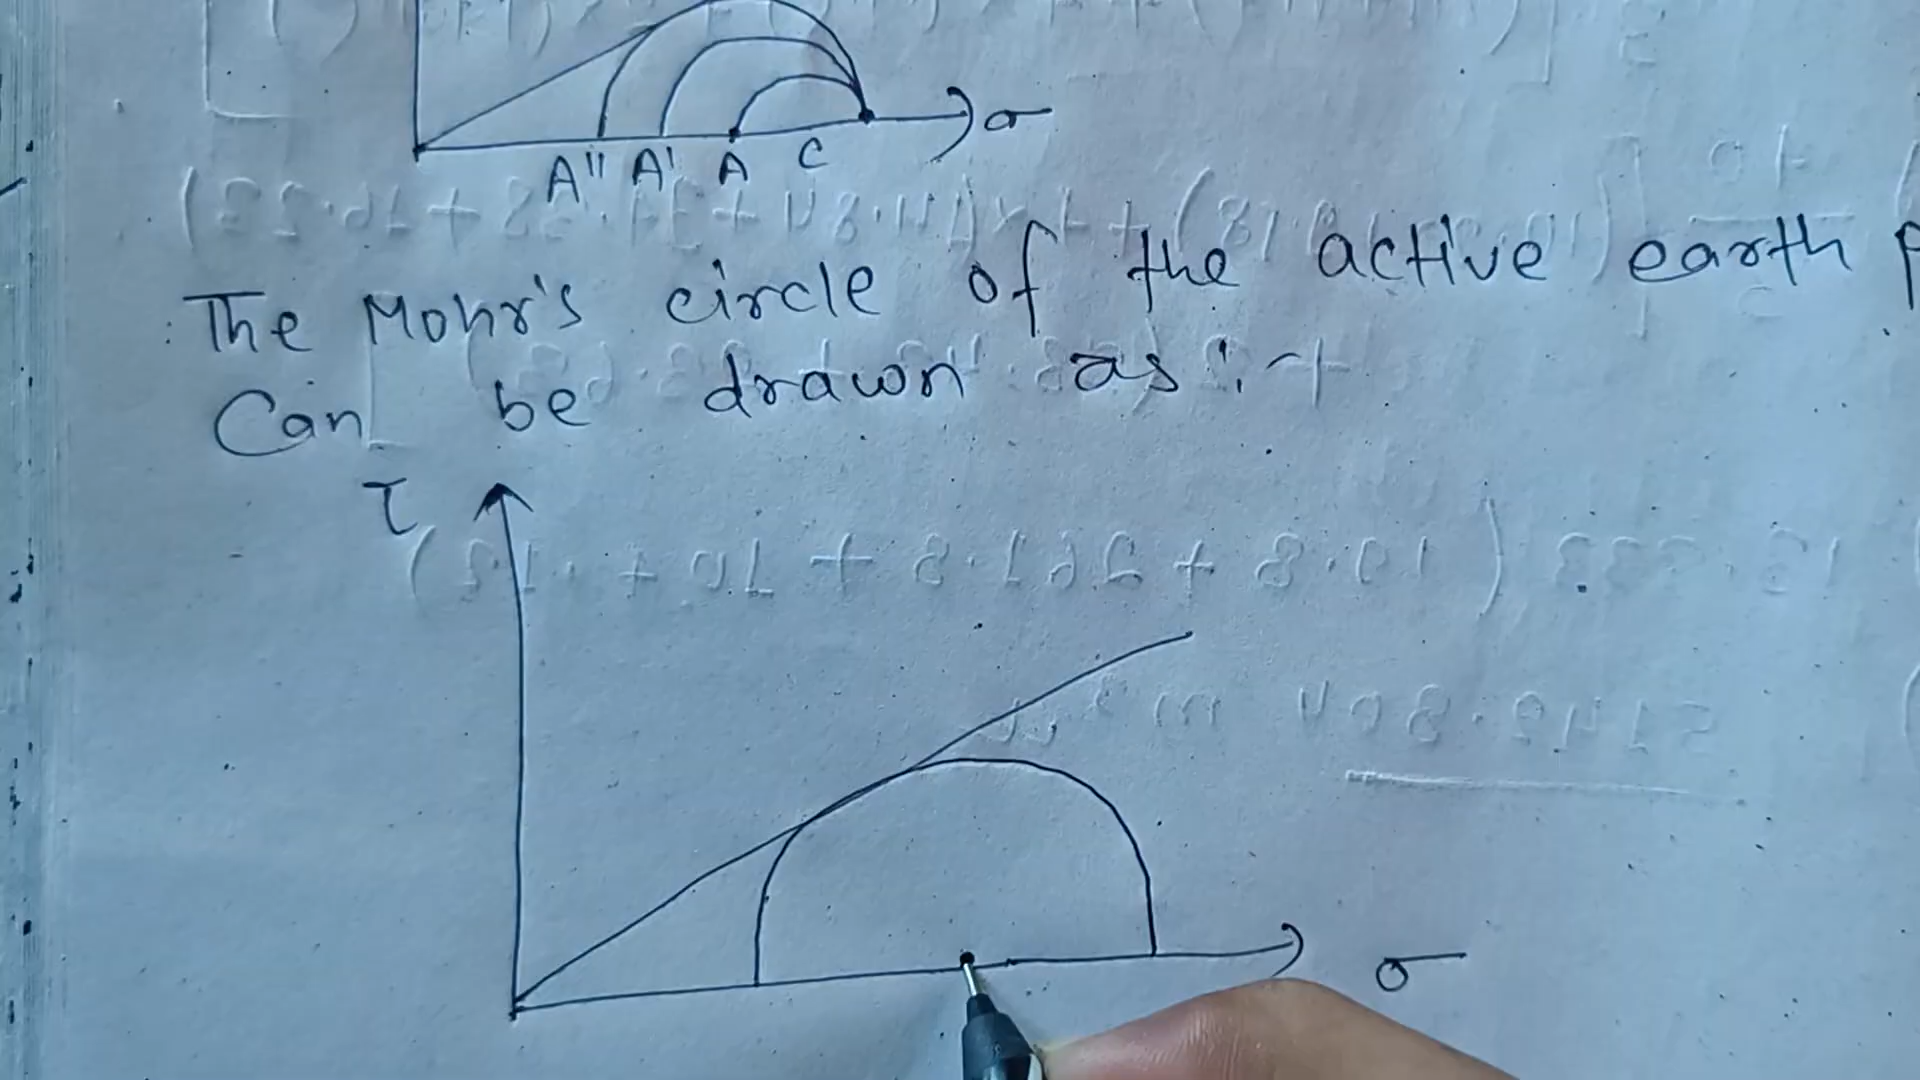 σ
A" A' A C
The Mohr's circle of the active earth
Can be drawn as :-
τ
σ